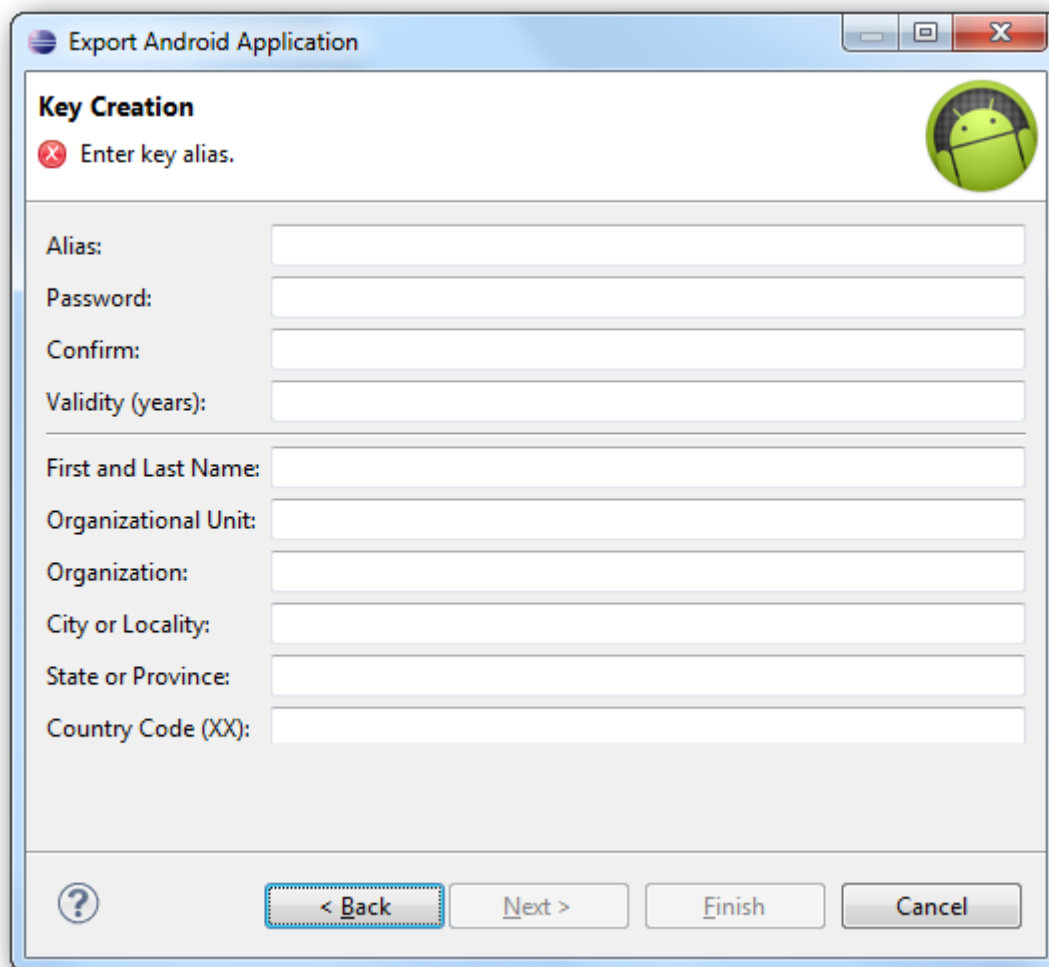 Export Android Application
Key Creation
Enter key alias.
Alias:
Password:
Confirm:
Validity (years):
First and Last Name:
Organizational Unit:
Organization:
City or Locality:
State or Province:
Country Code (XX):
? < Back Next > Finish Cancel